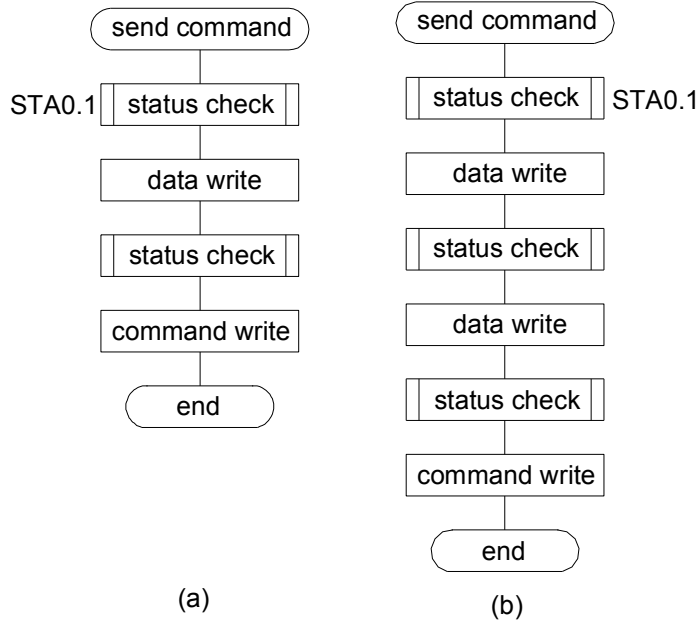 send command
STA0.1 status check
data write
status check
command write
end
(a)
send command
status check STA0.1
data write
status check
data write
status check
command write
end
(b)